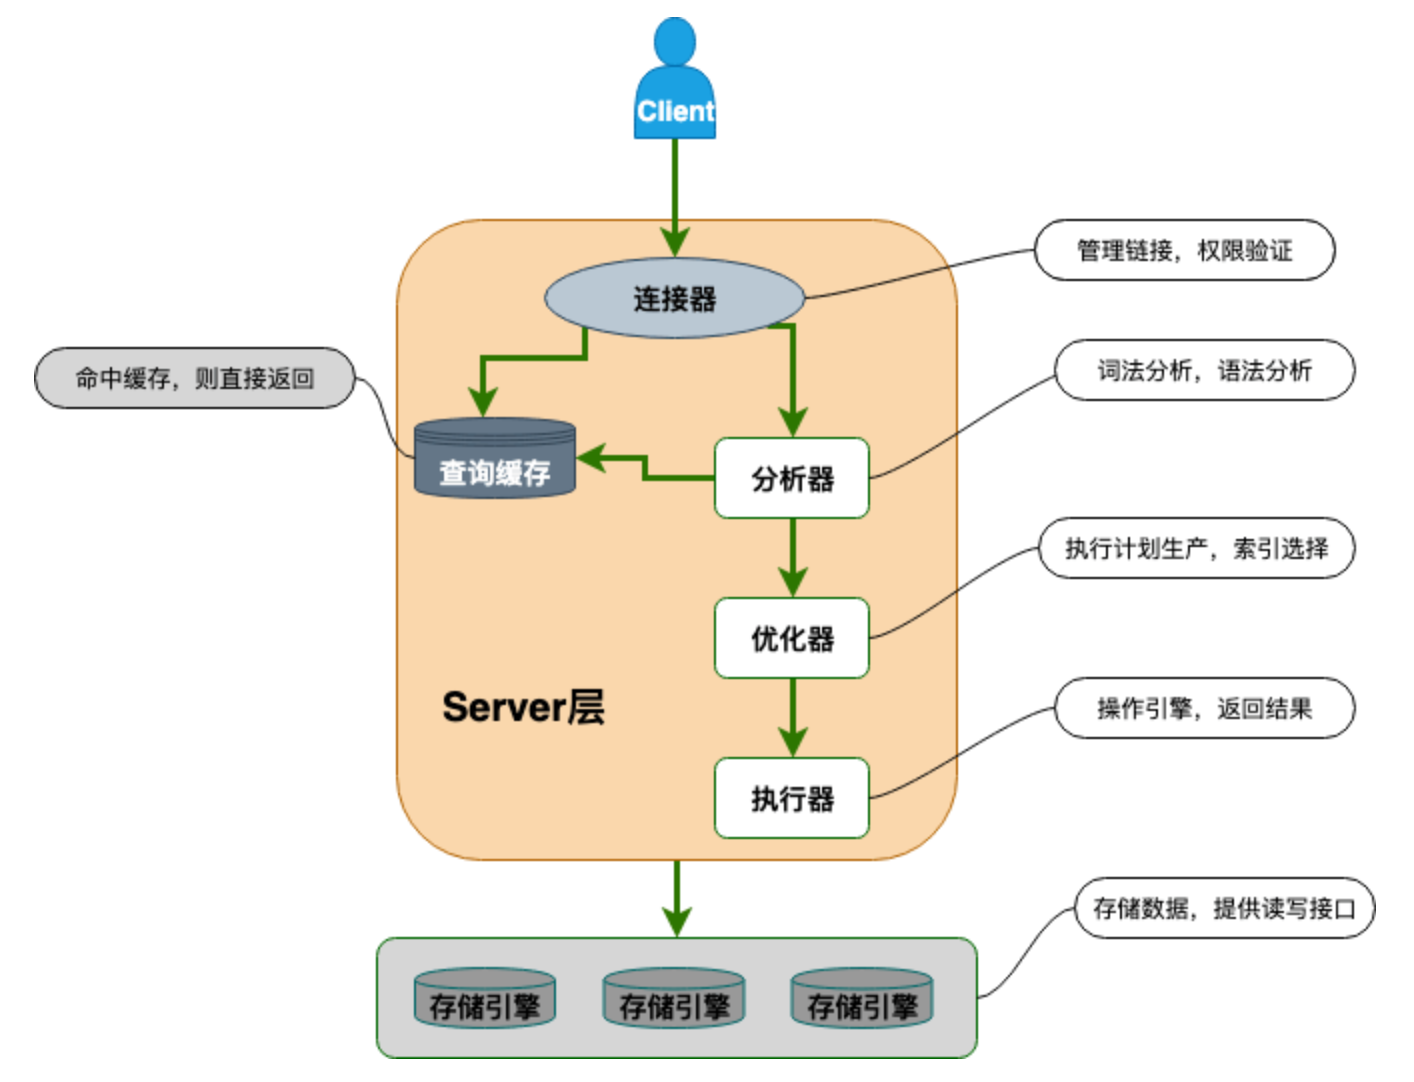 Client
管理链接，权限验证
连接器
词法分析，语法分析
命中缓存，则直接返回
查询缓存
分析器
执行计划生产，索引选择
优化器
Server层
操作引擎，返回结果
执行器
存储数据，提供读写接口
存储引擎
存储引擎
存储引擎